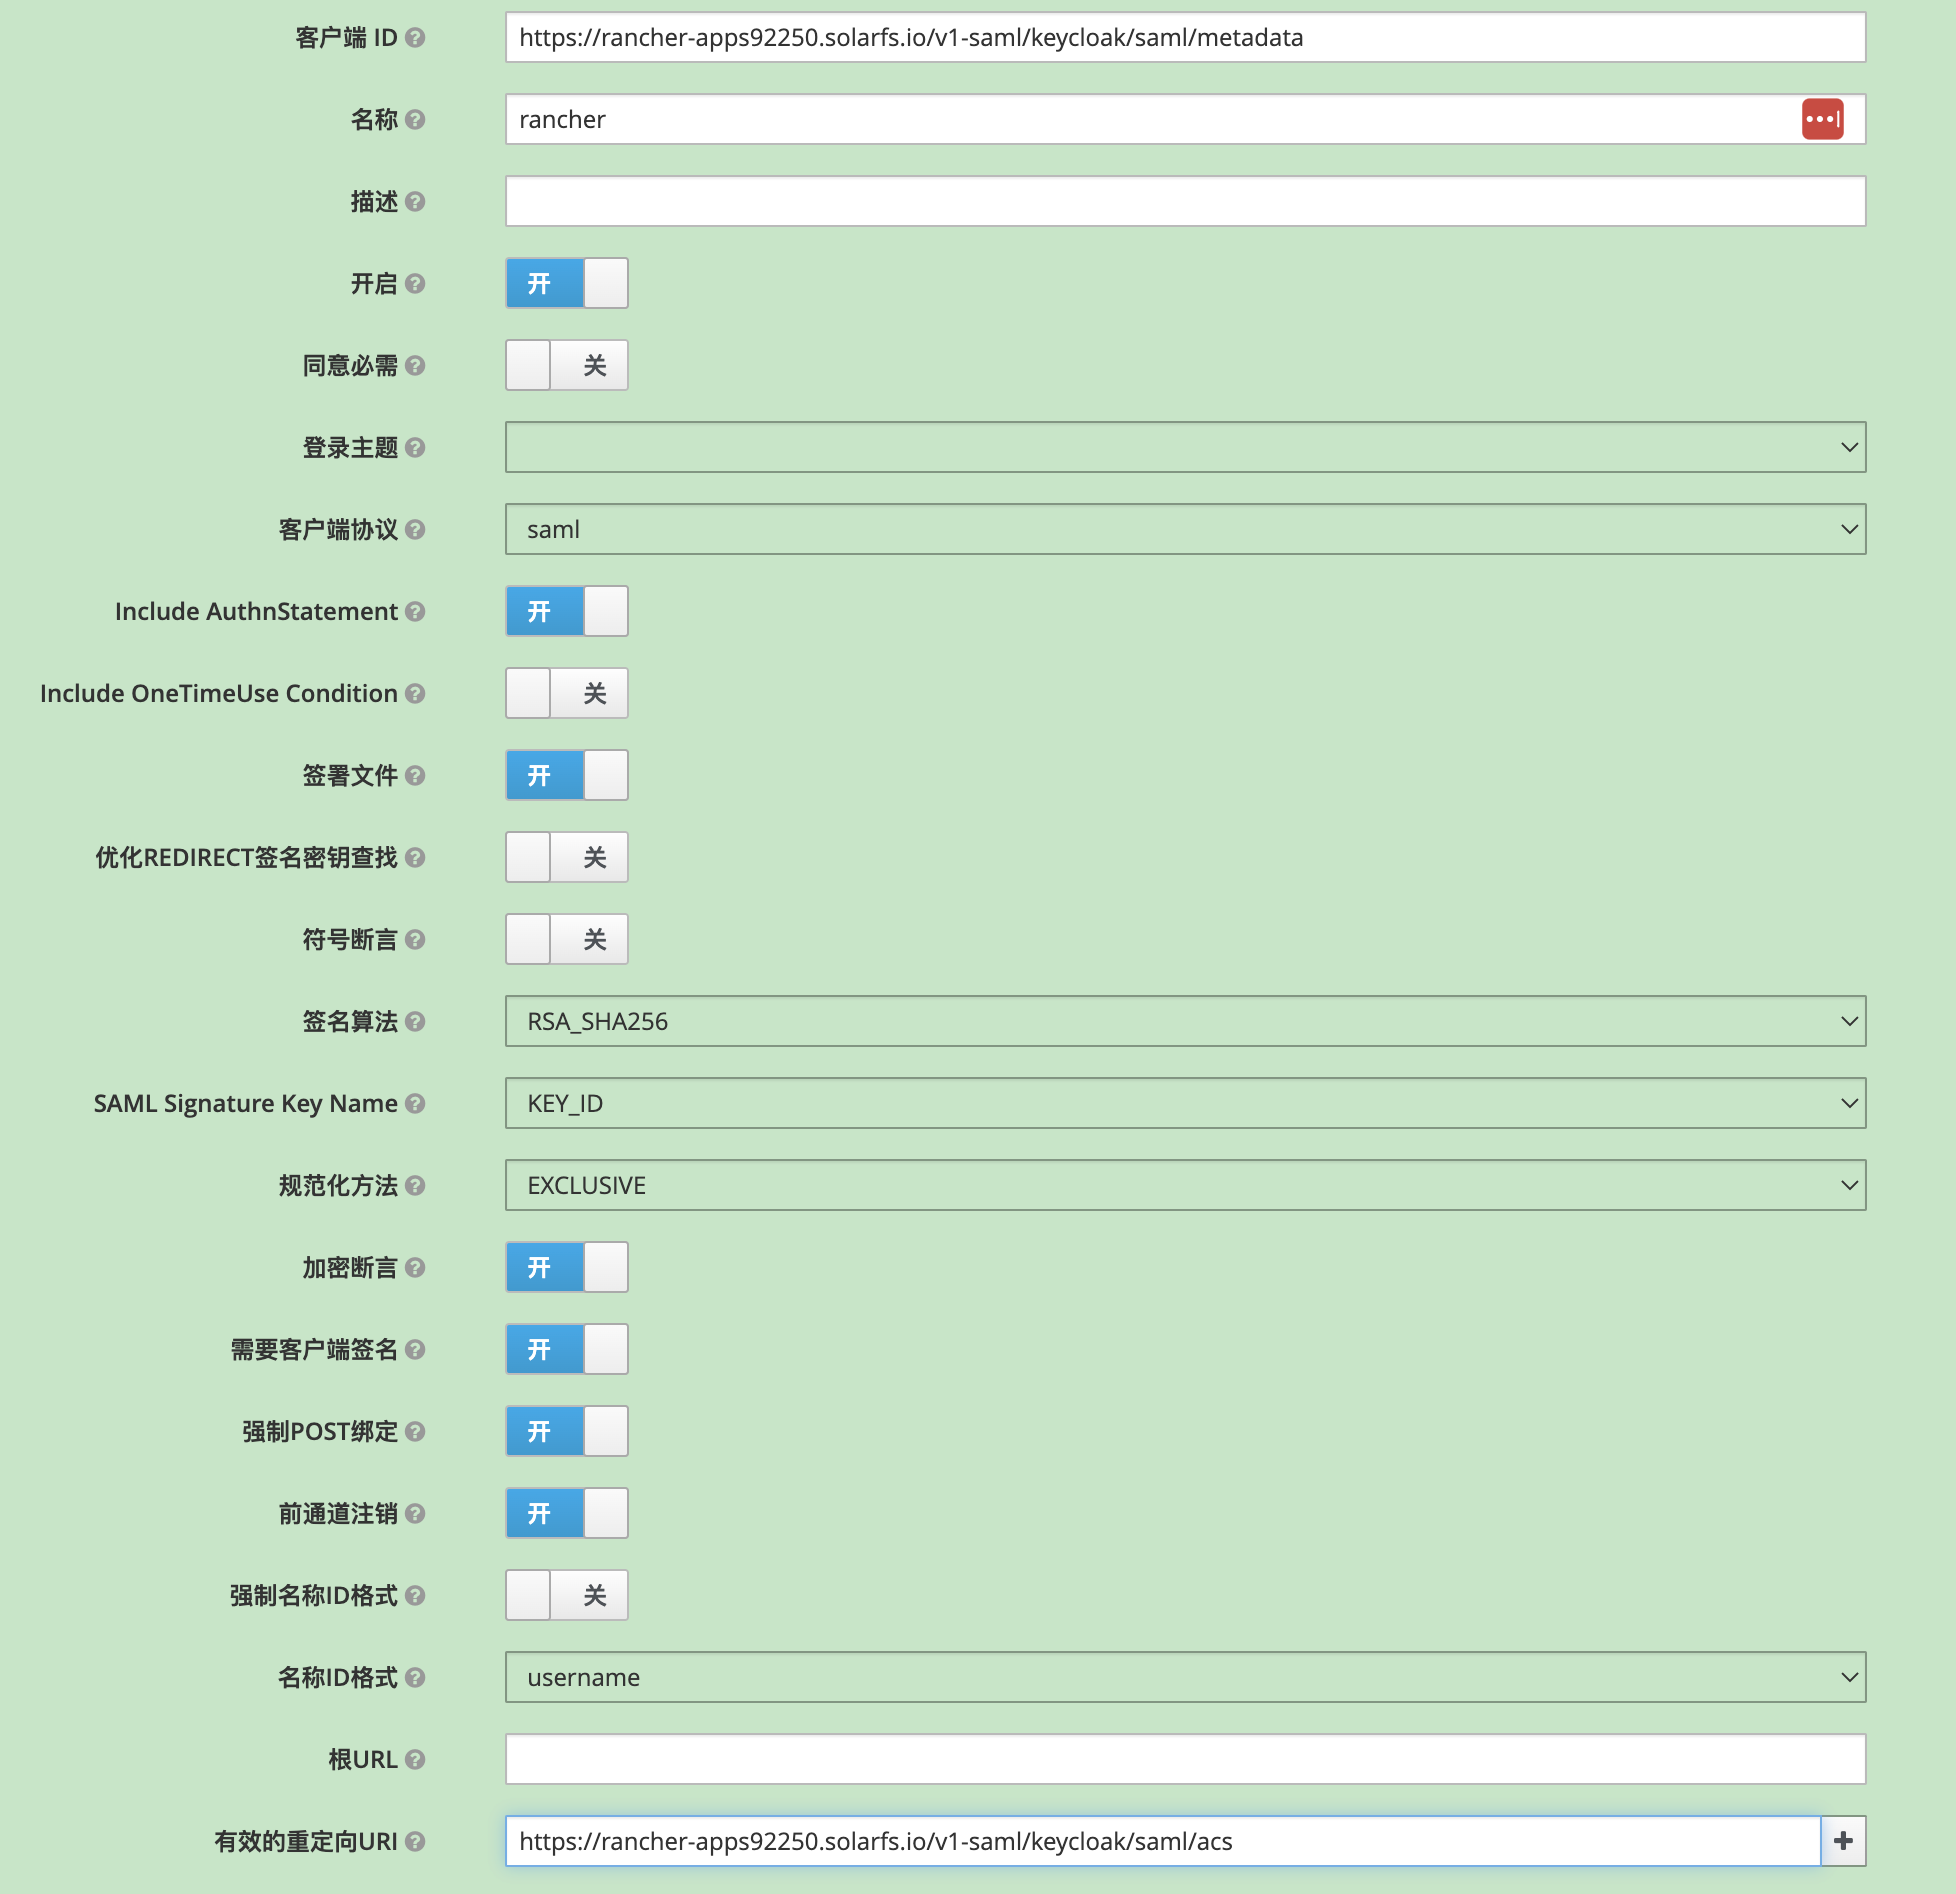 客户端 ID
https://rancher-apps92250.solarfs.io/v1-saml/keycloak/saml/metadata
名称
rancher
描述
开启
开
同意必需
关
登录主题
客户端协议
saml
Include AuthnStatement
开
Include OneTimeUse Condition
关
签署文件
开
优化REDIRECT签名密钥查找
关
符号断言
关
签名算法
RSA_SHA256
SAML Signature Key Name
KEY_ID
规范化方法
EXCLUSIVE
加密断言
开
需要客户端签名
开
强制POST绑定
开
前通道注销
开
强制名称ID格式
关
名称ID格式
username
根URL
有效的重定向URI
https://rancher-apps92250.solarfs.io/v1-saml/keycloak/saml/acs